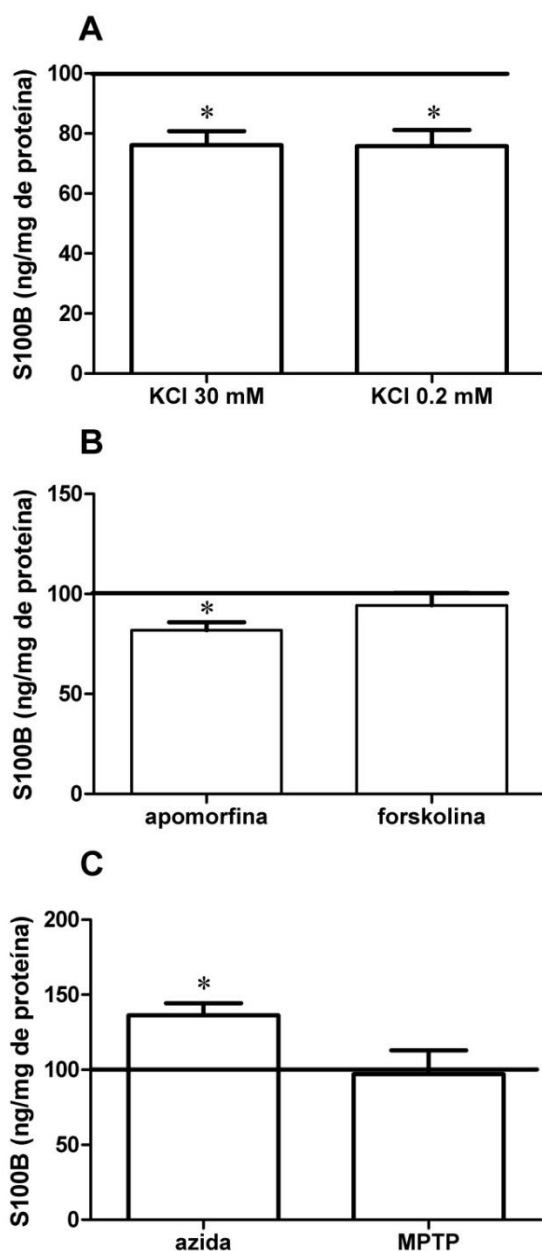 A
S100B (ng/mg de proteína)
100
80
60
40
20
0
*
*
KCl 30 mM
KCl 0.2 mM
B
S100B (ng/mg de proteína)
150
100
50
0
*
apomorfina
forskolina
C
S100B (ng/mg de proteína)
200
150
100
50
0
*
azida
MPTP